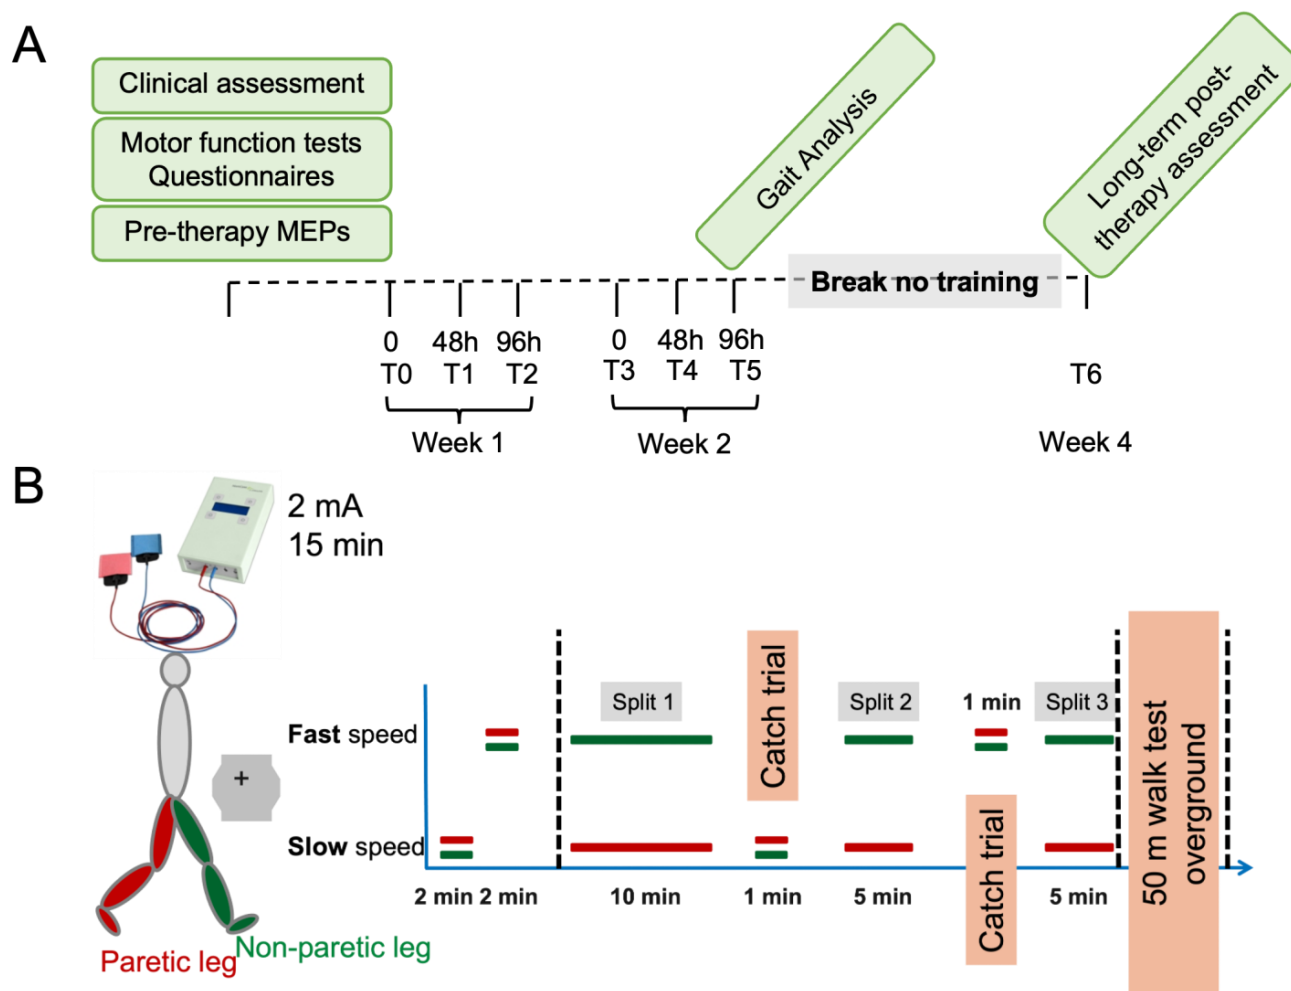 A
Clinical assessment
Motor function tests
Questionnaires
Pre-therapy MEPs
Gait Analysis
Long-term post-
therapy assessment
Break no training
0 48h 96h 0 48h 96h
T0 T1 T2 T3 T4 T5 T6
Week 1 Week 2 Week 4
B
2 mA
15 min
+
Paretic leg
Non-paretic leg
Fast speed
Slow speed
Split 1
Catch trial
Split 2
1 min
Split 3
Catch trial
50 m walk test
overground
2 min 2 min 10 min 1 min 5 min 5 min